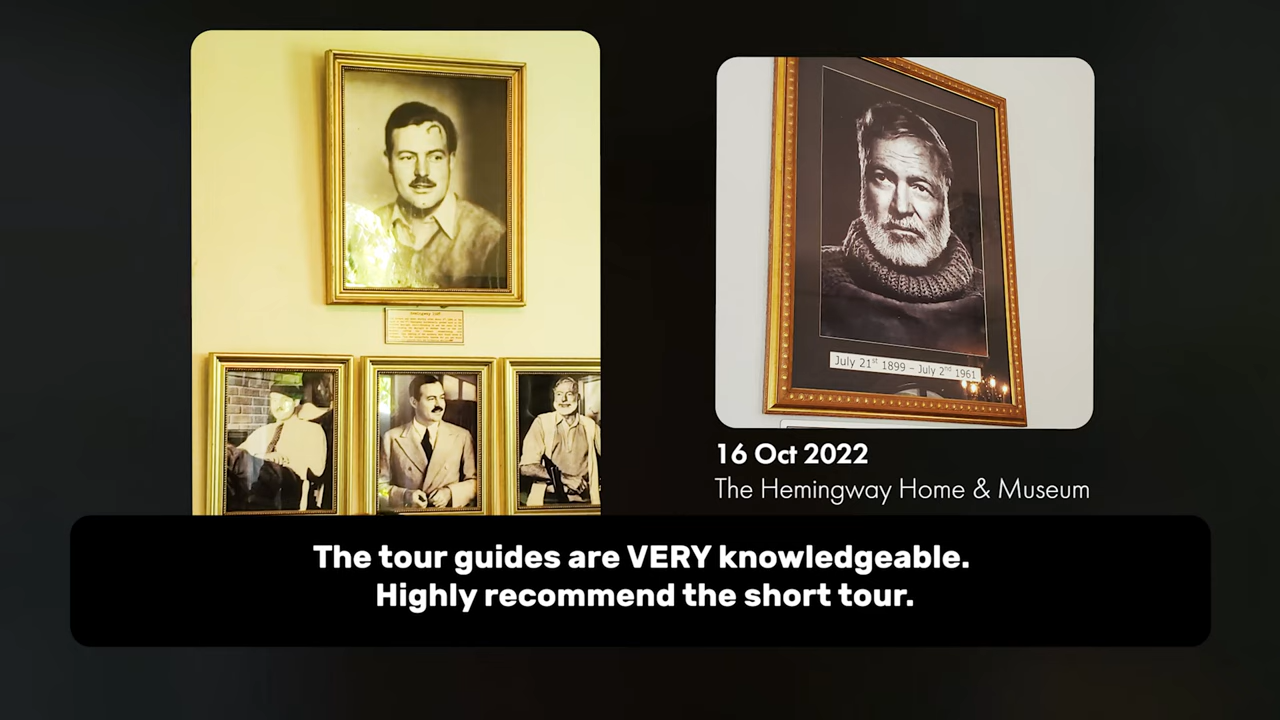 Hemingway
July 21st 1899 – July 2nd 1961
16 Oct 2022
The Hemingway Home & Museum
The tour guides are VERY knowledgeable.
Highly recommend the short tour.